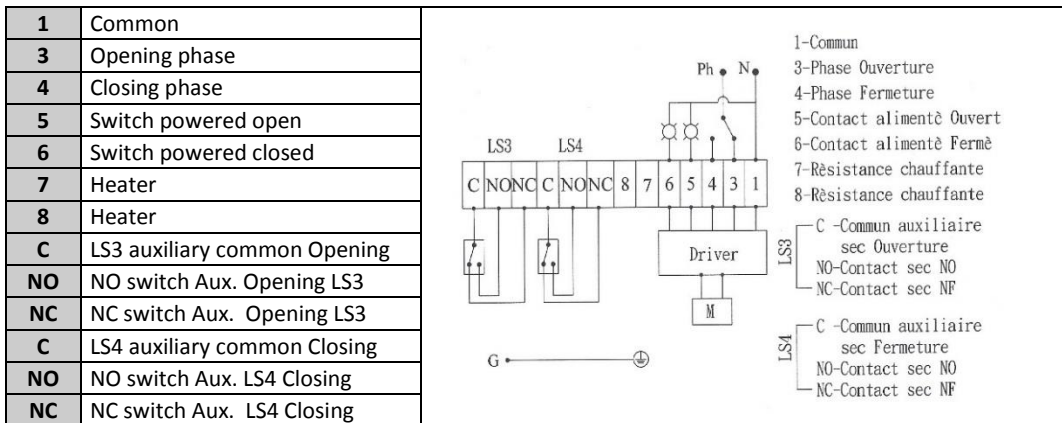 1 Common
3 Opening phase
4 Closing phase
5 Switch powered open
6 Switch powered closed
7 Heater
8 Heater
C LS3 auxiliary common Opening
NO NO switch Aux. Opening LS3
NC NC switch Aux.  Opening LS3
C LS4 auxiliary common Closing
NO NO switch Aux. LS4 Closing
NC NC switch Aux.  LS4 Closing
Ph N
LS3 LS4
C NO NC C NO NC 8 7 6 5 4 3 1
Driver
M
G
1-Commun
3-Phase Ouverture
4-Phase Fermeture
5-Contact alimentè Ouvert
6-Contact alimentè Fermè
7-Rèsistance chauffante
8-Rèsistance chauffante
LS3
C -Commun auxiliaire
sec Ouverture
NO-Contact sec NO
NC-Contact sec NF
LS4
C -Commun auxiliaire
sec Fermeture
NO-Contact sec NO
NC-Contact sec NF